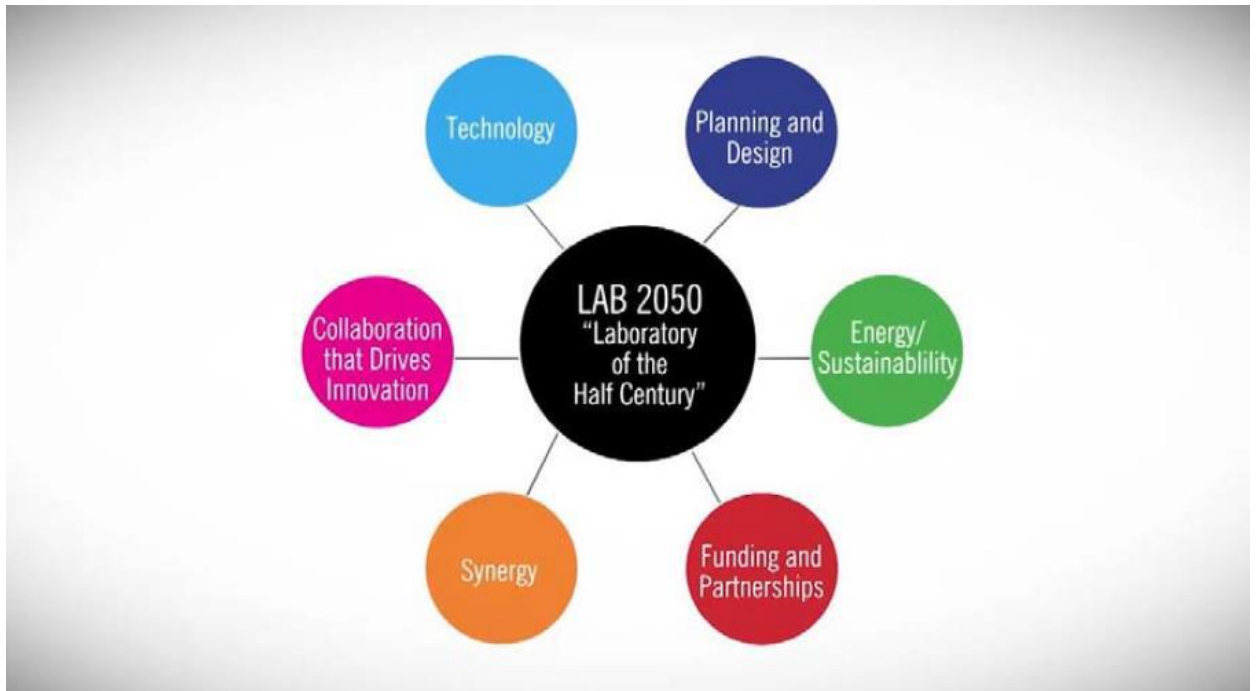 Technology
Planning and
Design
LAB 2050
“Laboratory
of the
Half Century”
Collaboration
that Drives
Innovation
Energy/
Sustainablility
Synergy
Funding and
Partnerships